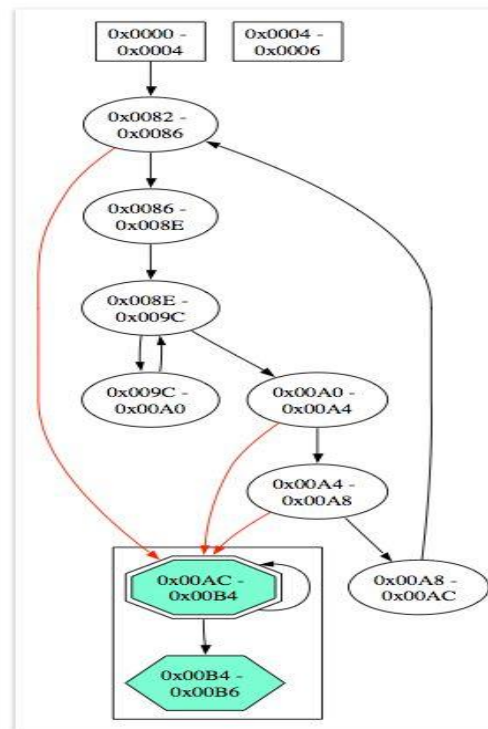 0x0000 -
0x0004
0x0004 -
0x0006
0x0082 -
0x0086
0x0086 -
0x008E
0x008E -
0x009C
0x009C -
0x00A0
0x00A0 -
0x00A4
0x00A4 -
0x00A8
0x00AC -
0x00B4
0x00A8 -
0x00AC
0x00B4 -
0x00B6